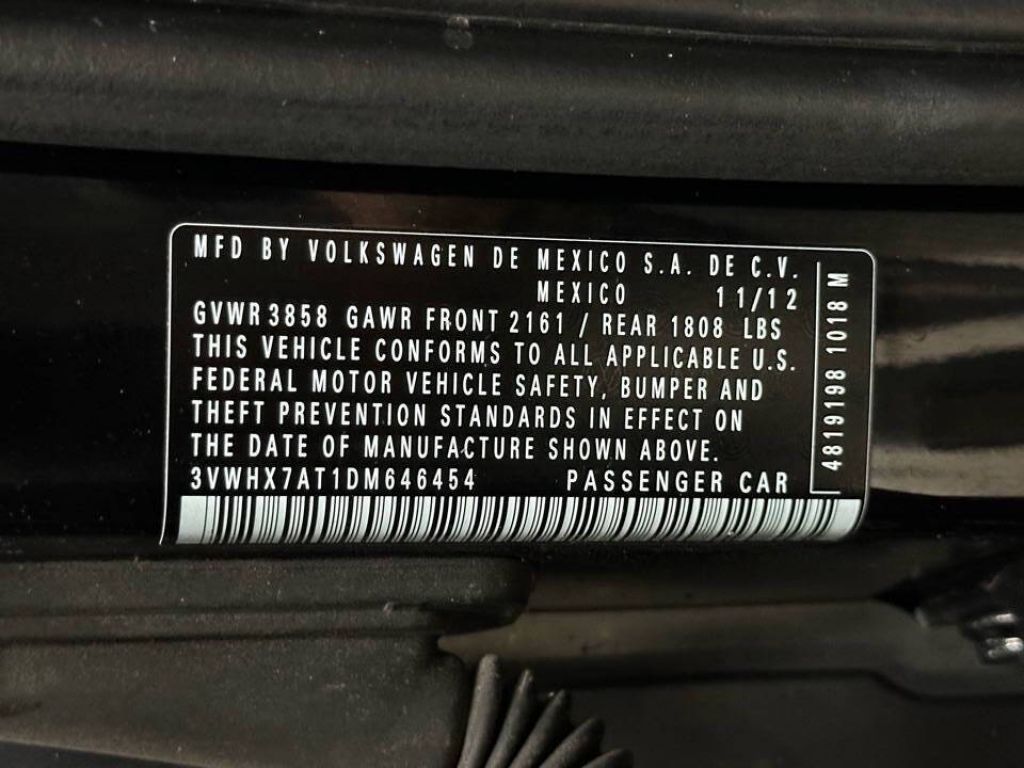 MFD BY VOLKSWAGEN DE MEXICO S.A. DE C.V.
MEXICO 11/12
GVWR 3858 GAWR FRONT 2161 / REAR 1808 LBS
THIS VEHICLE CONFORMS TO ALL APPLICABLE U.S.
FEDERAL MOTOR VEHICLE SAFETY, BUMPER AND
THEFT PREVENTION STANDARDS IN EFFECT ON
THE DATE OF MANUFACTURE SHOWN ABOVE.
3VWHX7AT1DM646454 PASSENGER CAR
4819198 1018 M